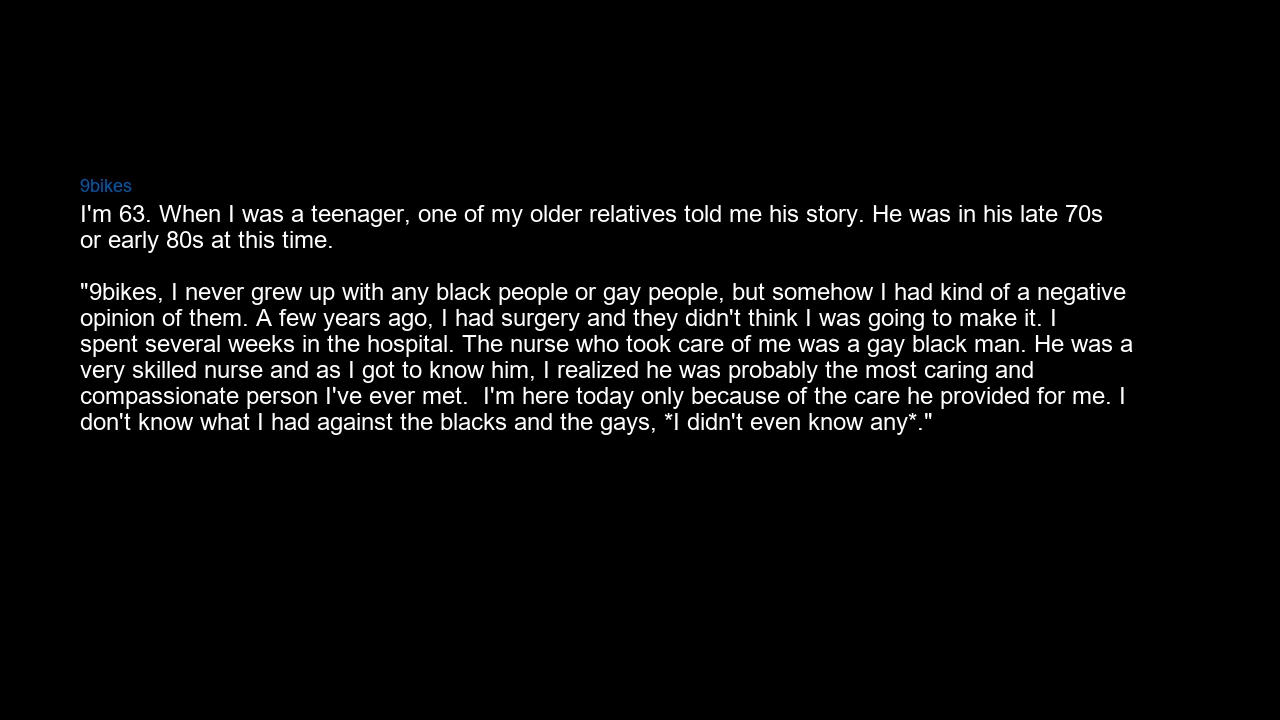 9bikes
I'm 63. When I was a teenager, one of my older relatives told me his story. He was in his late 70s
or early 80s at this time.
"9bikes, I never grew up with any black people or gay people, but somehow I had kind of a negative
opinion of them. A few years ago, I had surgery and they didn't think I was going to make it. I
spent several weeks in the hospital. The nurse who took care of me was a gay black man. He was a
very skilled nurse and as I got to know him, I realized he was probably the most caring and
compassionate person I've ever met.  I'm here today only because of the care he provided for me. I
don't know what I had against the blacks and the gays, *I didn't even know any*."